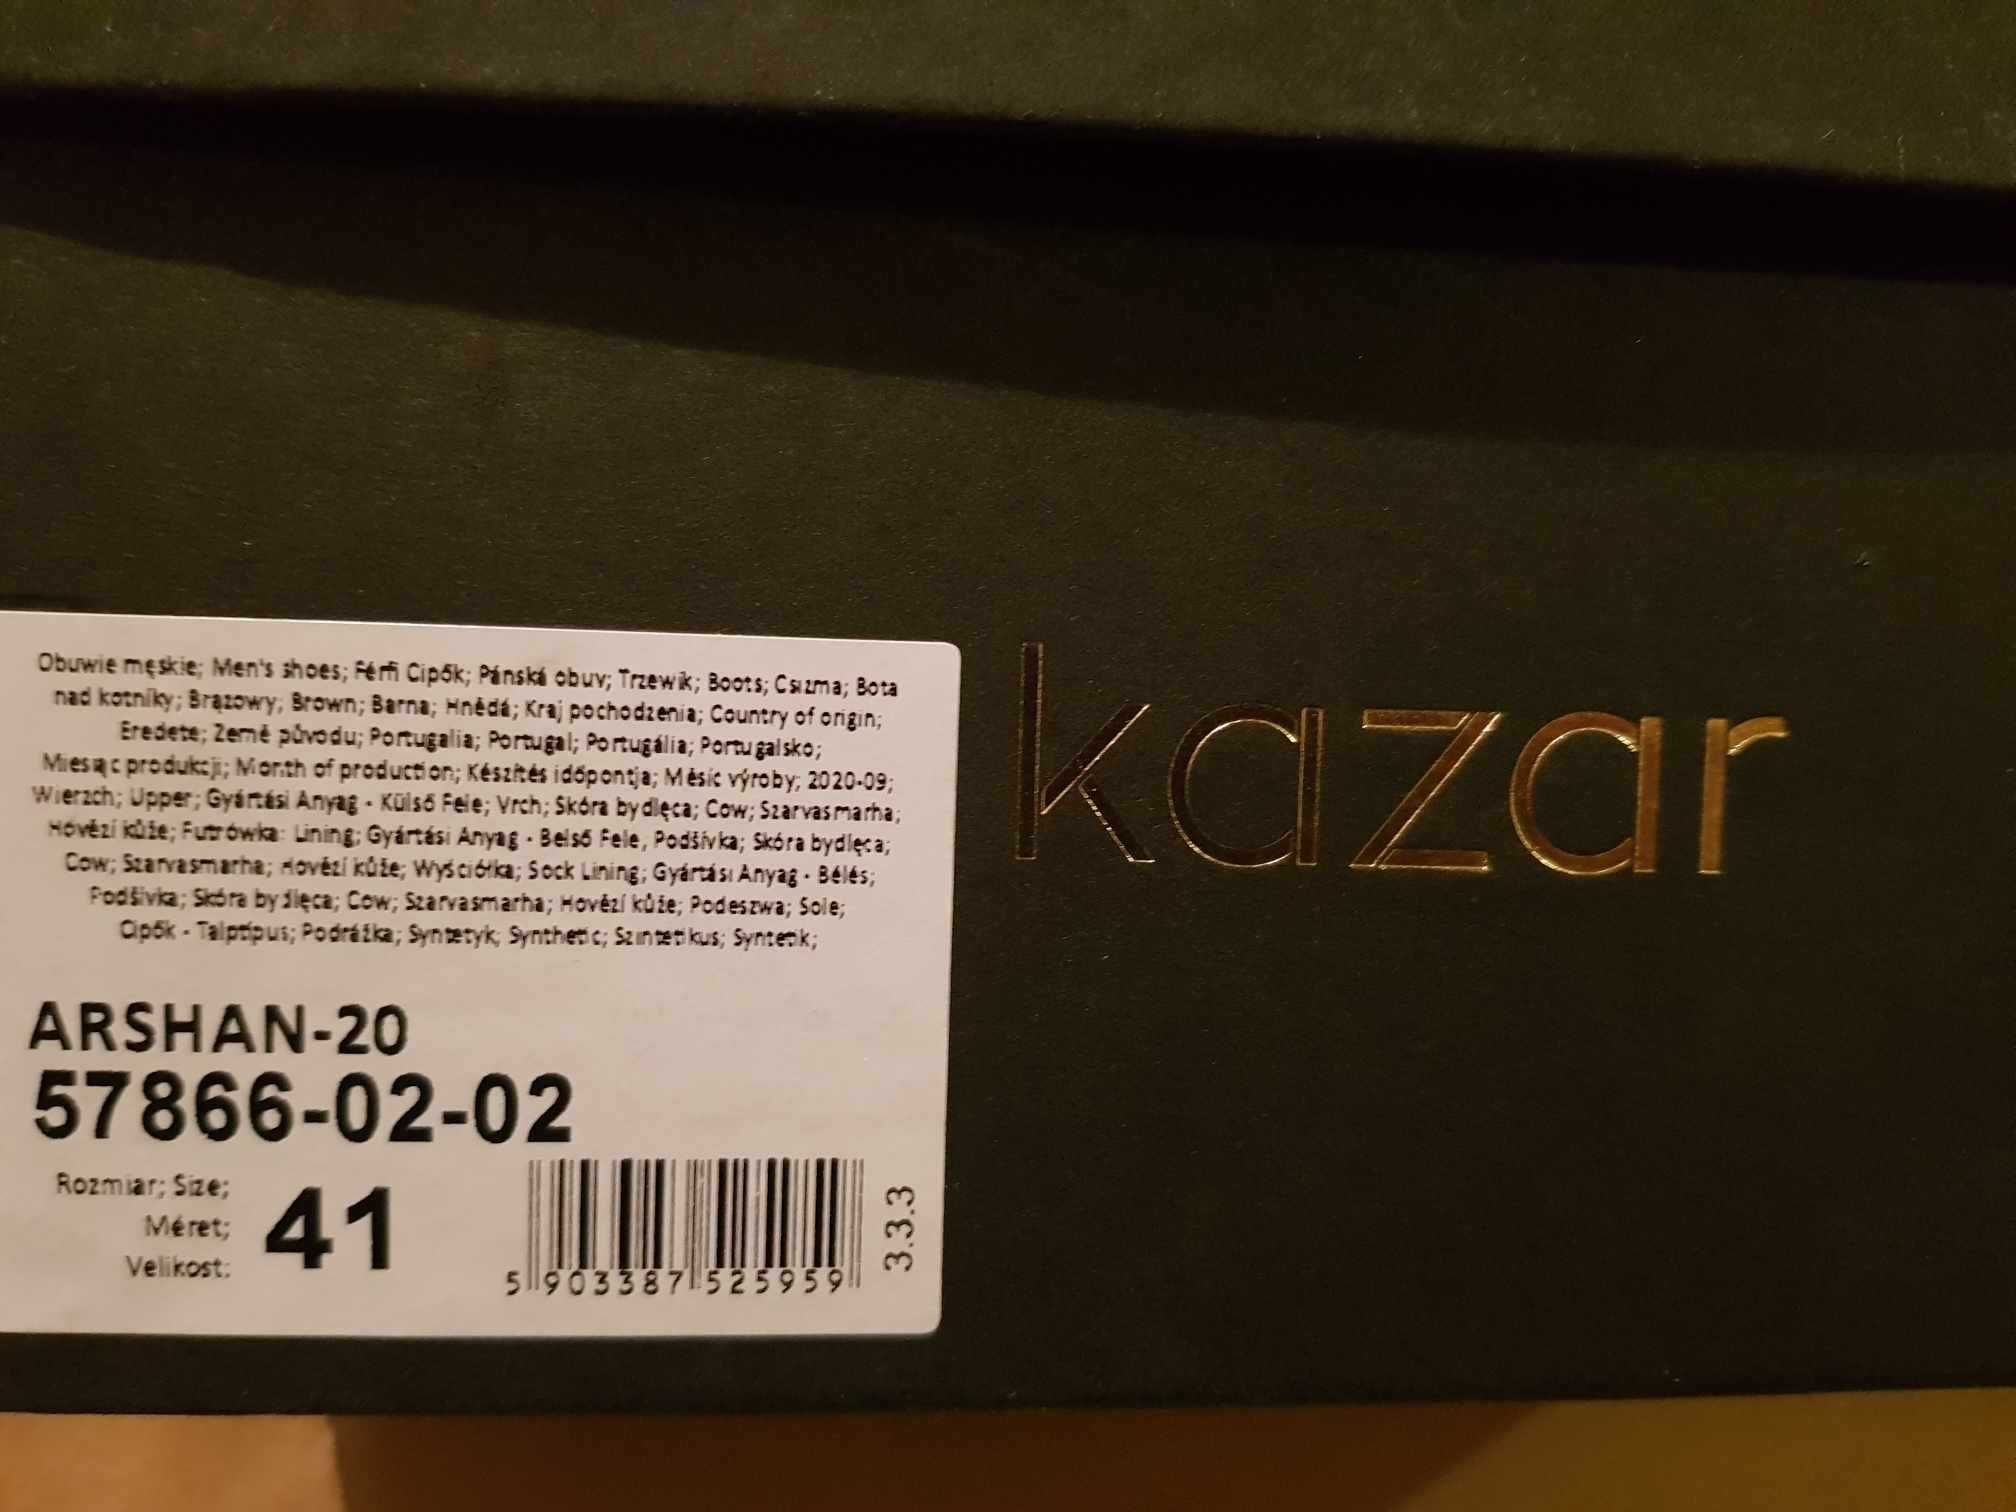 Obuwie męskie; Men's shoes; Férfi Cipők; Pánská obuv; Trzewik; Boots; Csizma; Bota
nad kotníky; Brązowy; Brown; Barna; Hnědá; Kraj pochodzenia; Country of origin;
Eredete; Země původu; Portugalia; Portugal; Portugália; Portugalsko;
Miesiąc produkcji; Month of production; Készítés időpontja; Měsíc výroby; 2020-09;
Wierzch; Upper; Gyártási Anyag - Külső Fele; Vrch; Skóra bydlęca; Cow; Szarvasmarha;
Hovězí kůže; Futrówka: Lining; Gyártási Anyag - Belső Fele, Podšívka; Skóra bydlęca;
Cow; Szarvasmarha; Hovězí kůže; Wyściółka; Sock Lining; Gyártási Anyag - Bélés;
Podšívka; Skóra bydlęca; Cow; Szarvasmarha; Hovězí kůže; Podeszwa; Sole;
Cipők - Talptípus; Podrážka; Syntetyk; Synthetic; Szintetikus; Syntetik;
ARSHAN-20
57866-02-02
Rozmiar; Size;
Méret;
Velikost:
41
5 903387 525959
3.3.3
kazar